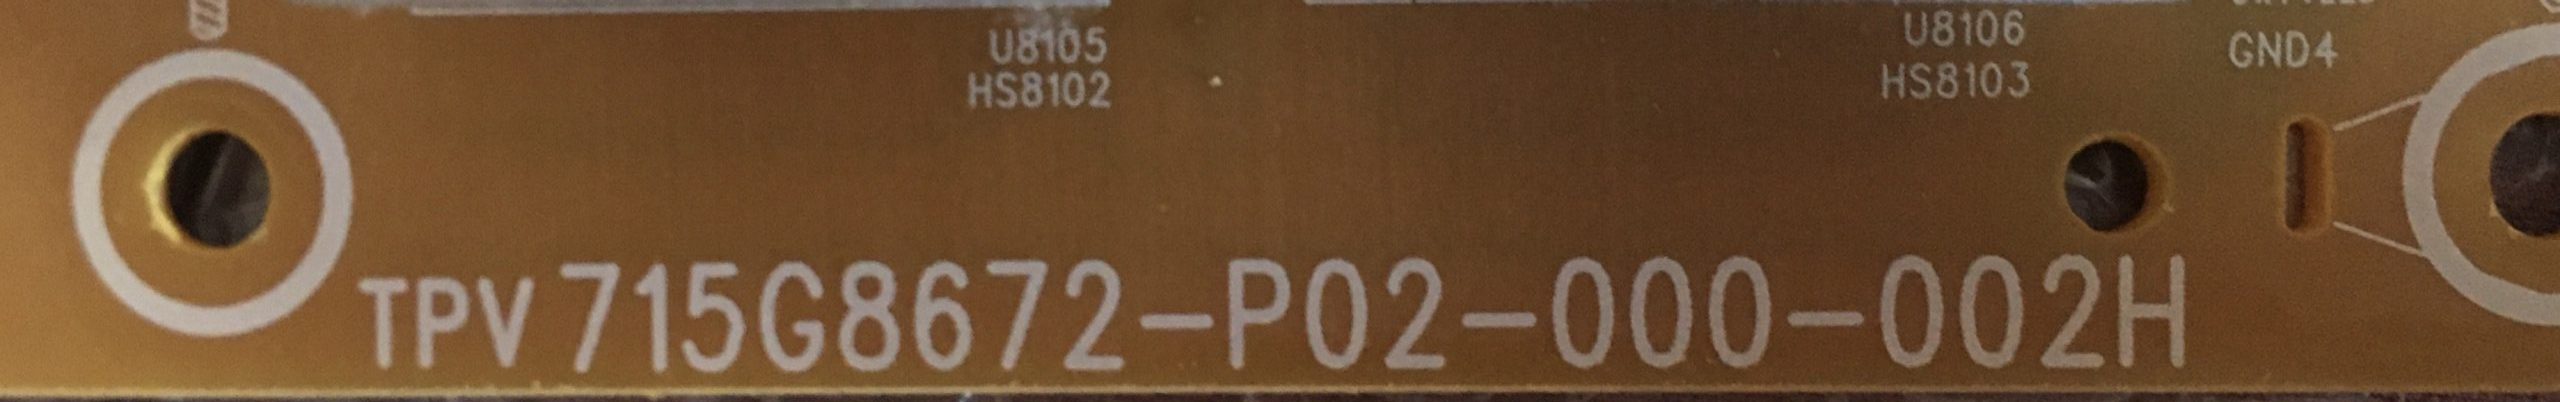 U8105
HS8102
U8106
HS8103
GND4
TPV 715G8672-P02-000-002H